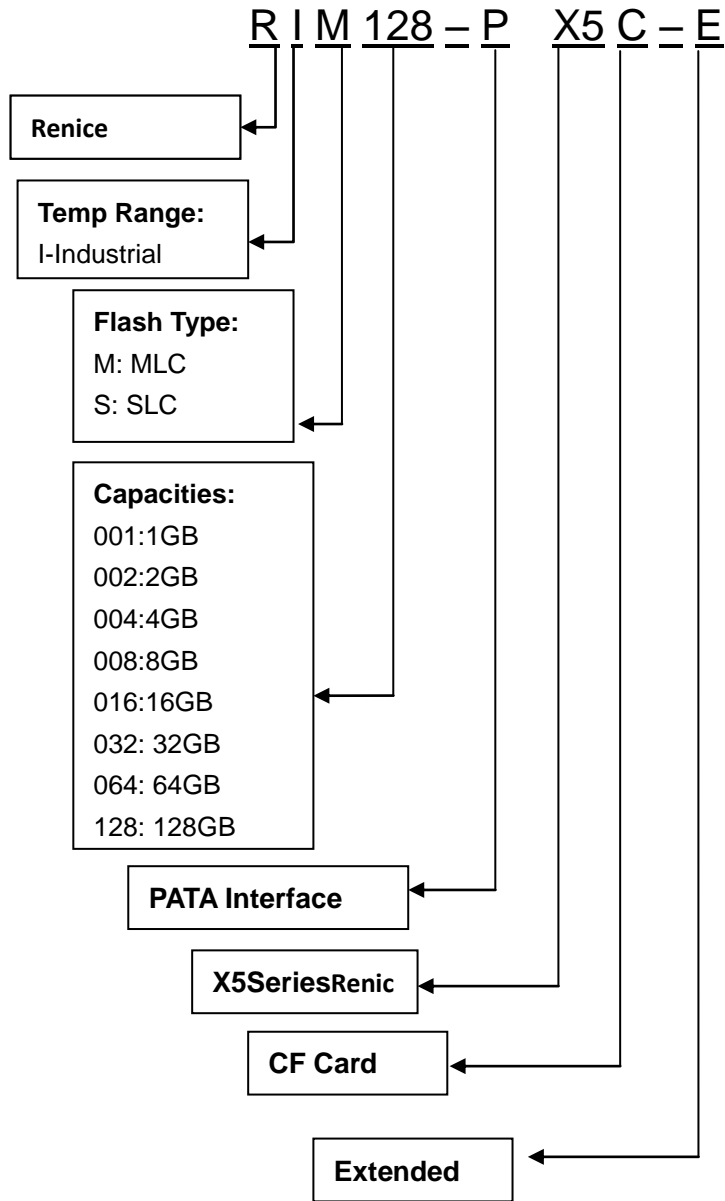 R I M 128 – P X5 C – E
Renice
Temp Range:
I-Industrial
Flash Type:
M: MLC
S: SLC
Capacities:
001:1GB
002:2GB
004:4GB
008:8GB
016:16GB
032: 32GB
064: 64GB
128: 128GB
PATA Interface
X5SeriesRenic
CF Card
Extended